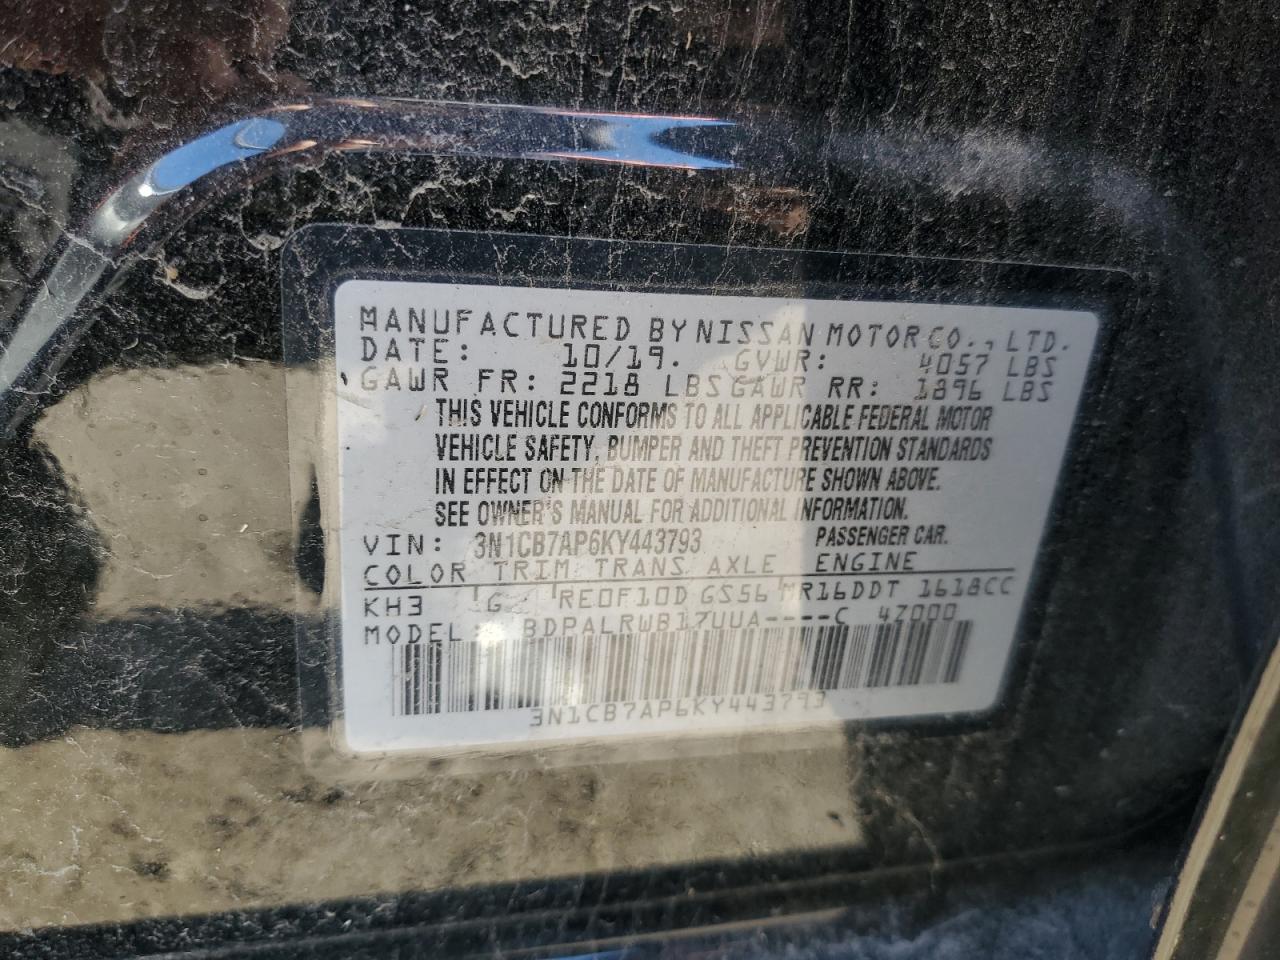 MANUFACTURED BY NISSAN MOTOR CO., LTD.
DATE: 10/19. GVWR: 4057 LBS
GAWR FR: 2218 LBS GAWR RR: 1896 LBS
THIS VEHICLE CONFORMS TO ALL APPLICABLE FEDERAL MOTOR
VEHICLE SAFETY, BUMPER AND THEFT PREVENTION STANDARDS
IN EFFECT ON THE DATE OF MANUFACTURE SHOWN ABOVE.
SEE OWNER'S MANUAL FOR ADDITIONAL INFORMATION.
VIN: 3N1CB7AP6KY443793 PASSENGER CAR.
COLOR TRIM TRANS AXLE ENGINE
KH3 G RE0F10D GS56 MR16DDT 1618CC
MODEL: BDPALRWB17UUA----C 4Z000
3N1CB7AP6KY443793